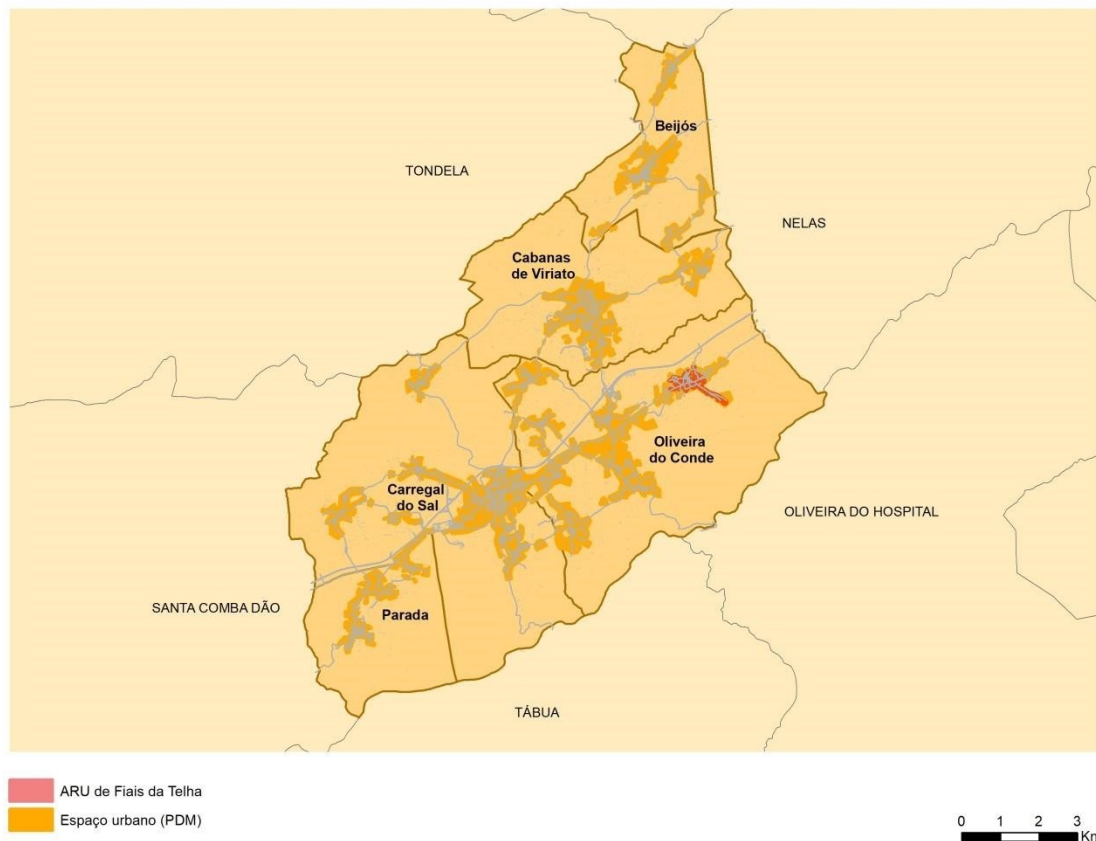 Beijós
TONDELA
NELAS
Cabanas
de Viriato
Oliveira
do Conde
Carregal
do Sal
OLIVEIRA DO HOSPITAL
SANTA COMBA DÃO
Parada
TÁBUA
ARU de Fiais da Telha
Espaço urbano (PDM)
0 1 2 3
Km